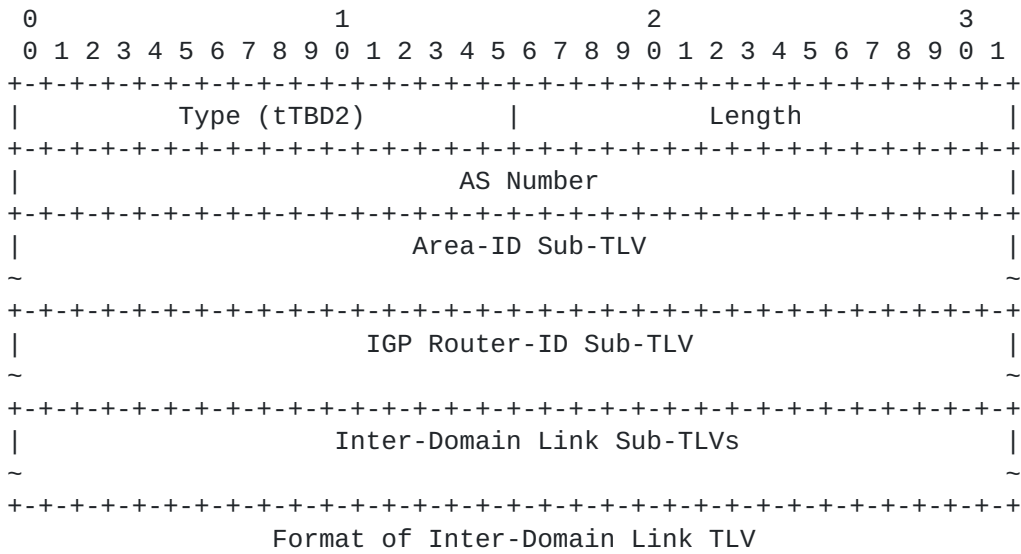 0                   1                   2                   3
 0 1 2 3 4 5 6 7 8 9 0 1 2 3 4 5 6 7 8 9 0 1 2 3 4 5 6 7 8 9 0 1
+-+-+-+-+-+-+-+-+-+-+-+-+-+-+-+-+-+-+-+-+-+-+-+-+-+-+-+-+-+-+-+-+
|          Type (tTBD2)         |            Length             |
+-+-+-+-+-+-+-+-+-+-+-+-+-+-+-+-+-+-+-+-+-+-+-+-+-+-+-+-+-+-+-+-+
|                            AS Number                          |
+-+-+-+-+-+-+-+-+-+-+-+-+-+-+-+-+-+-+-+-+-+-+-+-+-+-+-+-+-+-+-+-+
|                         Area-ID Sub-TLV                       |
~                                                               ~
+-+-+-+-+-+-+-+-+-+-+-+-+-+-+-+-+-+-+-+-+-+-+-+-+-+-+-+-+-+-+-+-+
|                      IGP Router-ID Sub-TLV                    |
~                                                               ~
+-+-+-+-+-+-+-+-+-+-+-+-+-+-+-+-+-+-+-+-+-+-+-+-+-+-+-+-+-+-+-+-+
|                    Inter-Domain Link Sub-TLVs                 |
~                                                               ~
+-+-+-+-+-+-+-+-+-+-+-+-+-+-+-+-+-+-+-+-+-+-+-+-+-+-+-+-+-+-+-+-+
                 Format of Inter-Domain Link TLV